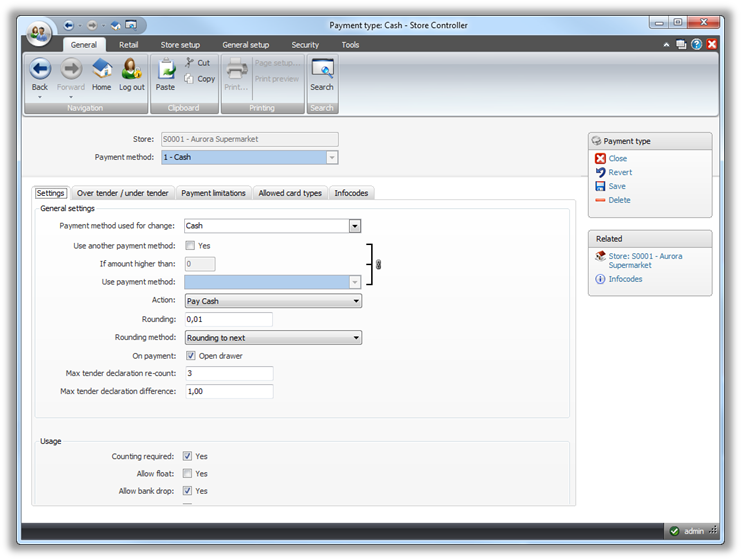 Payment type: Cash - Store Controller
General Retail Store setup General setup Security Tools
Cut
Page setup...
Copy
Print preview
Back Forward Home Log out Paste Print... Search
Navigation Clipboard Printing Search
Store: S0001 - Aurora Supermarket
Payment method: 1 - Cash
Settings Over tender / under tender Payment limitations Allowed card types Infocodes
General settings
Payment method used for change: Cash
Use another payment method: Yes
If amount higher than: 0
Use payment method:
Action: Pay Cash
Rounding: 0,01
Rounding method: Rounding to next
On payment: Open drawer
Max tender declaration re-count: 3
Max tender declaration difference: 1,00
Usage
Counting required: Yes
Allow float: Yes
Allow bank drop: Yes
Payment type
Close
Revert
Save
Delete
Related
Store: S0001 - Aurora
Supermarket
Infocodes
admin